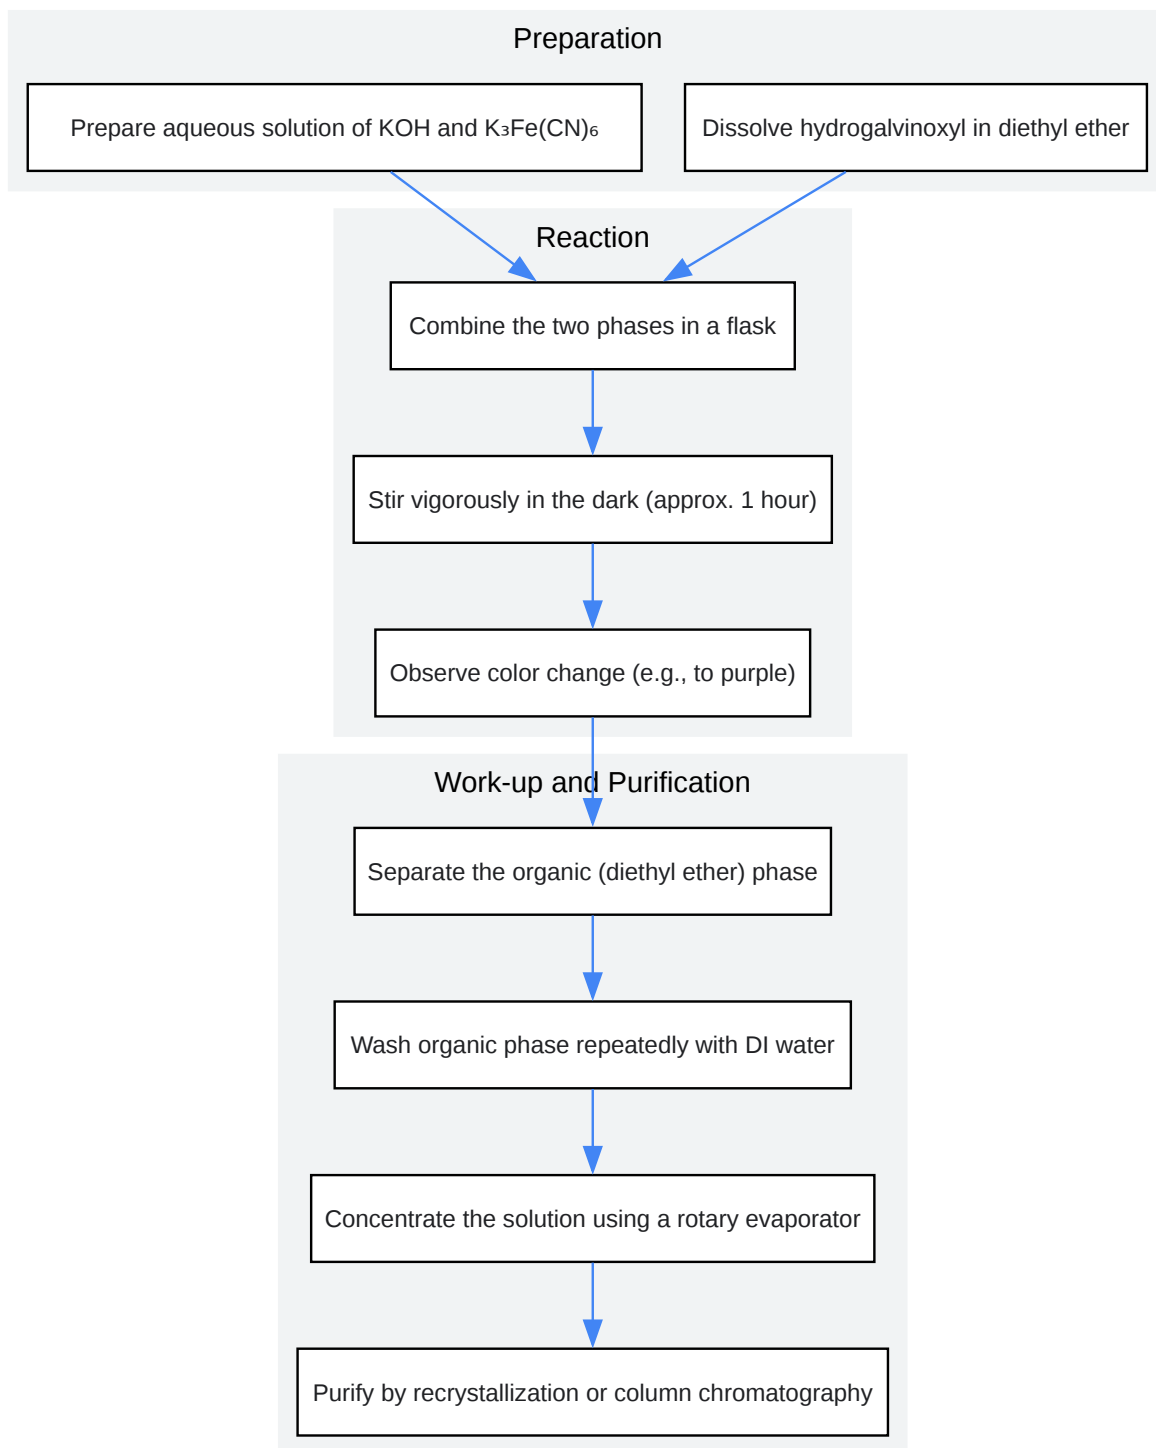 Preparation
Prepare aqueous solution of KOH and K₃Fe(CN)₆
Dissolve hydrogalvinoxyl in diethyl ether
Reaction
Combine the two phases in a flask
Stir vigorously in the dark (approx. 1 hour)
Observe color change (e.g., to purple)
Work-up and Purification
Separate the organic (diethyl ether) phase
Wash organic phase repeatedly with DI water
Concentrate the solution using a rotary evaporator
Purify by recrystallization or column chromatography